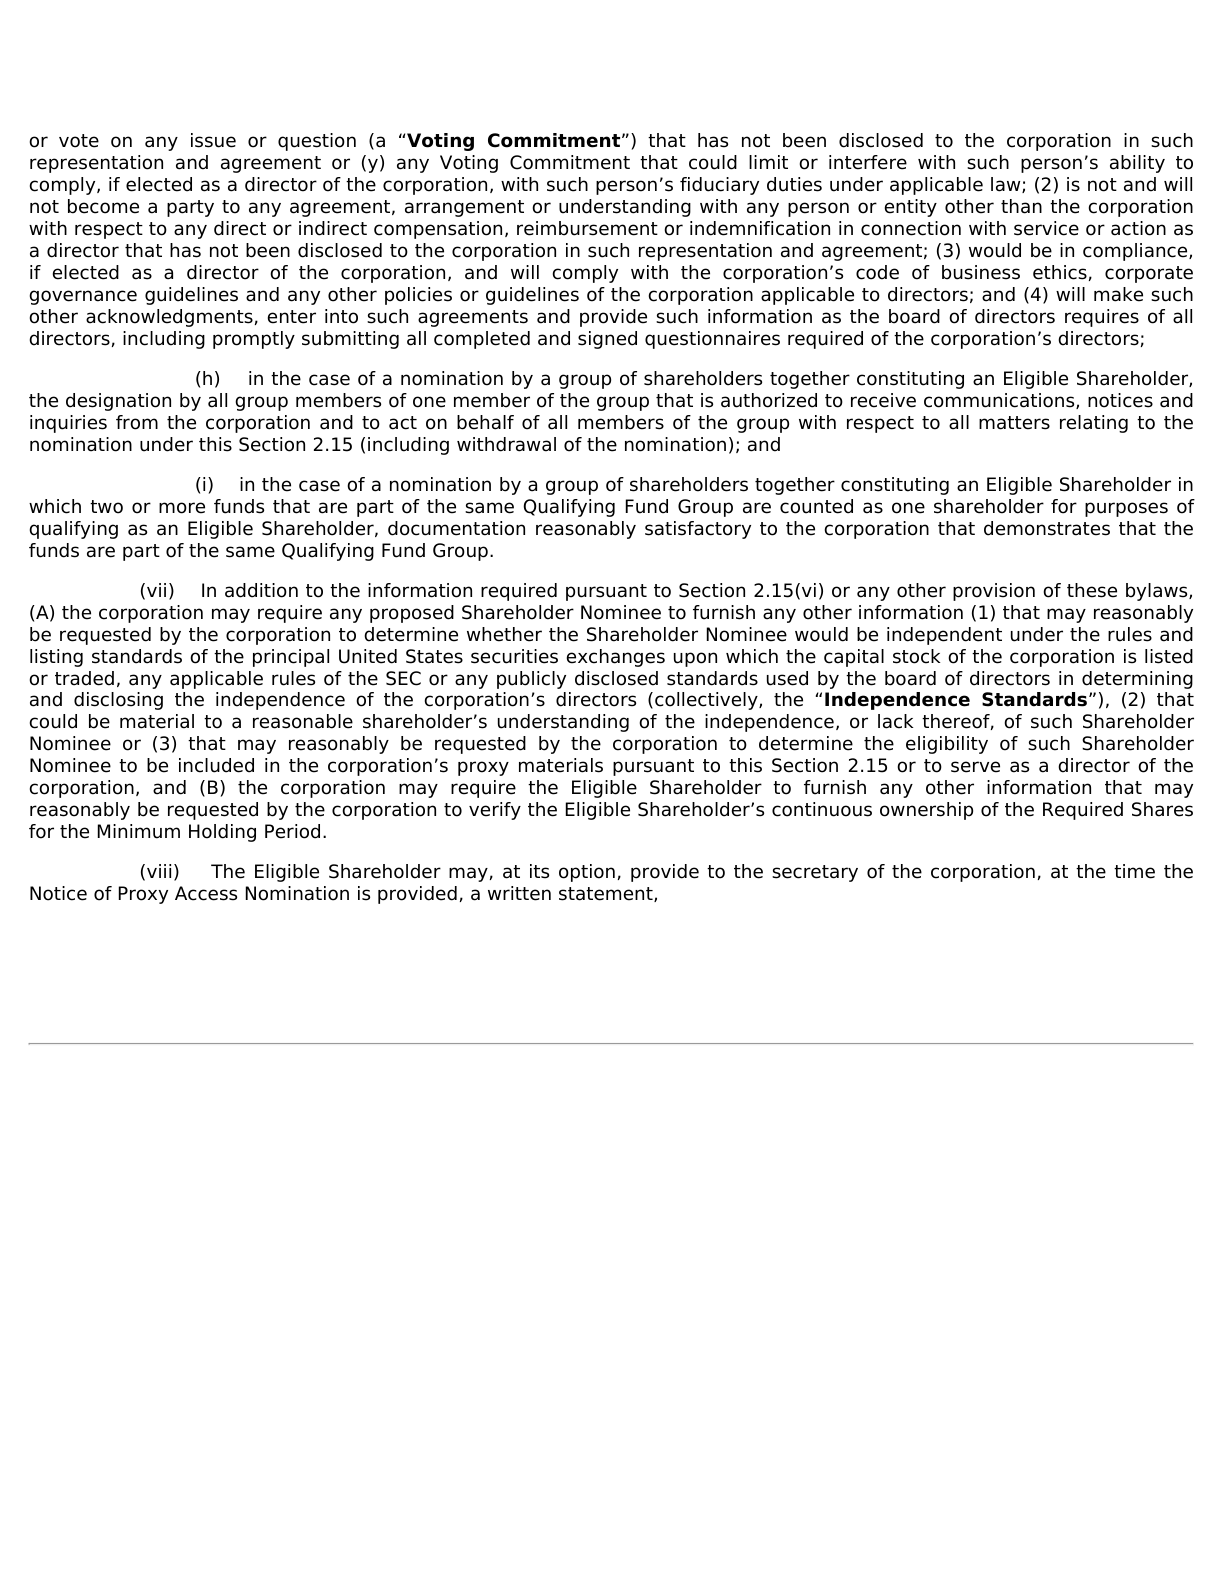 or vote on any issue or question (a “Voting Commitment”) that has not been disclosed to the corporation in such
representation and agreement or (y) any Voting Commitment that could limit or interfere with such person’s ability to
comply, if elected as a director of the corporation, with such person’s fiduciary duties under applicable law; (2) is not and will
not become a party to any agreement, arrangement or understanding with any person or entity other than the corporation
with respect to any direct or indirect compensation, reimbursement or indemnification in connection with service or action as
a director that has not been disclosed to the corporation in such representation and agreement; (3) would be in compliance,
if elected as a director of the corporation, and will comply with the corporation’s code of business ethics, corporate
governance guidelines and any other policies or guidelines of the corporation applicable to directors; and (4) will make such
other acknowledgments, enter into such agreements and provide such information as the board of directors requires of all
directors, including promptly submitting all completed and signed questionnaires required of the corporation’s directors;
(h) in the case of a nomination by a group of shareholders together constituting an Eligible Shareholder,
the designation by all group members of one member of the group that is authorized to receive communications, notices and
inquiries from the corporation and to act on behalf of all members of the group with respect to all matters relating to the
nomination under this Section 2.15 (including withdrawal of the nomination); and
(i) in the case of a nomination by a group of shareholders together constituting an Eligible Shareholder in
which two or more funds that are part of the same Qualifying Fund Group are counted as one shareholder for purposes of
qualifying as an Eligible Shareholder, documentation reasonably satisfactory to the corporation that demonstrates that the
funds are part of the same Qualifying Fund Group.
(vii) In addition to the information required pursuant to Section 2.15(vi) or any other provision of these bylaws,
(A) the corporation may require any proposed Shareholder Nominee to furnish any other information (1) that may reasonably
be requested by the corporation to determine whether the Shareholder Nominee would be independent under the rules and
listing standards of the principal United States securities exchanges upon which the capital stock of the corporation is listed
or traded, any applicable rules of the SEC or any publicly disclosed standards used by the board of directors in determining
and disclosing the independence of the corporation’s directors (collectively, the “Independence Standards”), (2) that
could be material to a reasonable shareholder’s understanding of the independence, or lack thereof, of such Shareholder
Nominee or (3) that may reasonably be requested by the corporation to determine the eligibility of such Shareholder
Nominee to be included in the corporation’s proxy materials pursuant to this Section 2.15 or to serve as a director of the
corporation, and (B) the corporation may require the Eligible Shareholder to furnish any other information that may
reasonably be requested by the corporation to verify the Eligible Shareholder’s continuous ownership of the Required Shares
for the Minimum Holding Period.
(viii) The Eligible Shareholder may, at its option, provide to the secretary of the corporation, at the time the
Notice of Proxy Access Nomination is provided, a written statement,